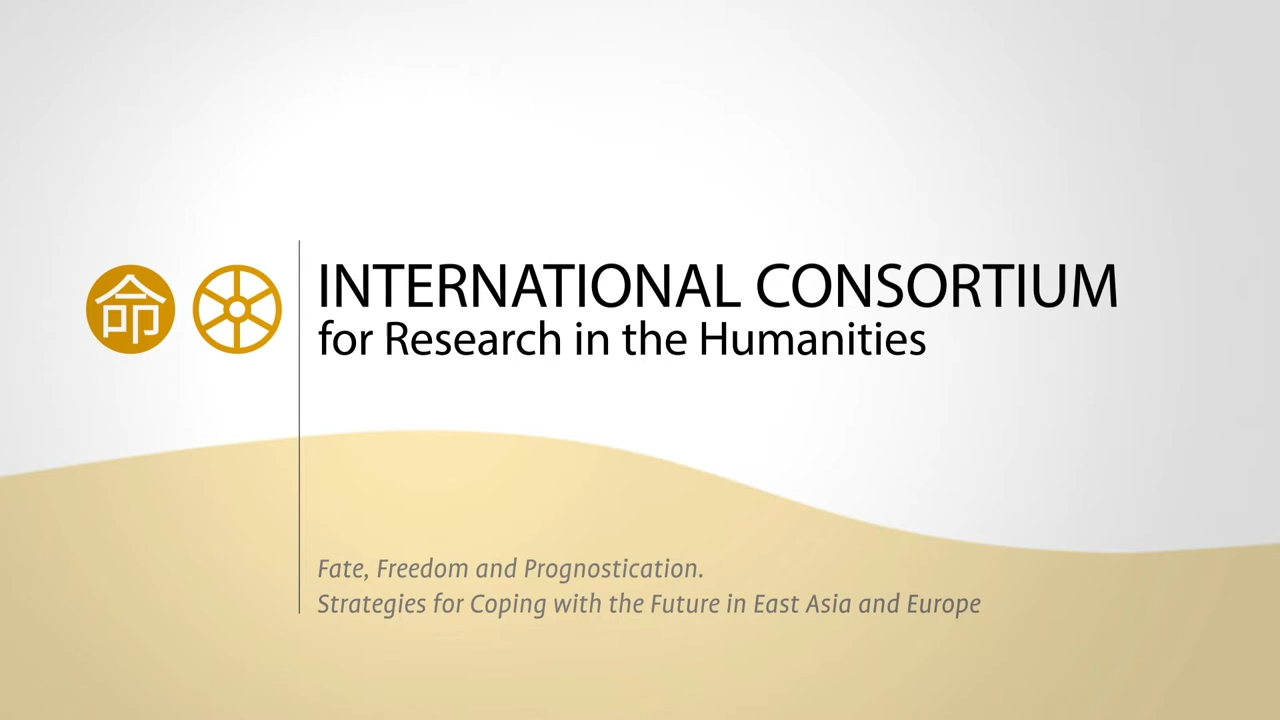 命
INTERNATIONAL CONSORTIUM
for Research in the Humanities
Fate, Freedom and Prognostication.
Strategies for Coping with the Future in East Asia and Europe